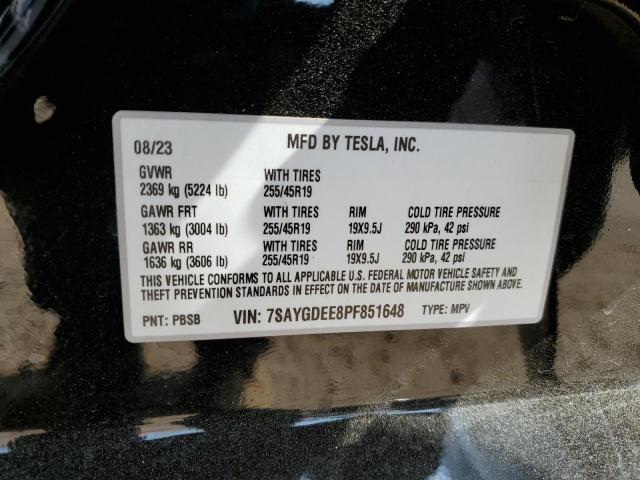 08/23 MFD BY TESLA, INC.
GVWR WITH TIRES
2369 kg (5224 lb) 255/45R19
GAWR FRT WITH TIRES RIM COLD TIRE PRESSURE
1363 kg (3004 lb) 255/45R19 19X9.5J 290 kPa, 42 psi
GAWR RR WITH TIRES RIM COLD TIRE PRESSURE
1636 kg (3606 lb) 255/45R19 19X9.5J 290 kPa, 42 psi
THIS VEHICLE CONFORMS TO ALL APPLICABLE U.S. FEDERAL MOTOR VEHICLE SAFETY AND
THEFT PREVENTION STANDARDS IN EFFECT ON THE DATE OF MANUFACTURE SHOWN ABOVE.
PNT: PBSB VIN: 7SAYGDEE8PF851648 TYPE: MPV